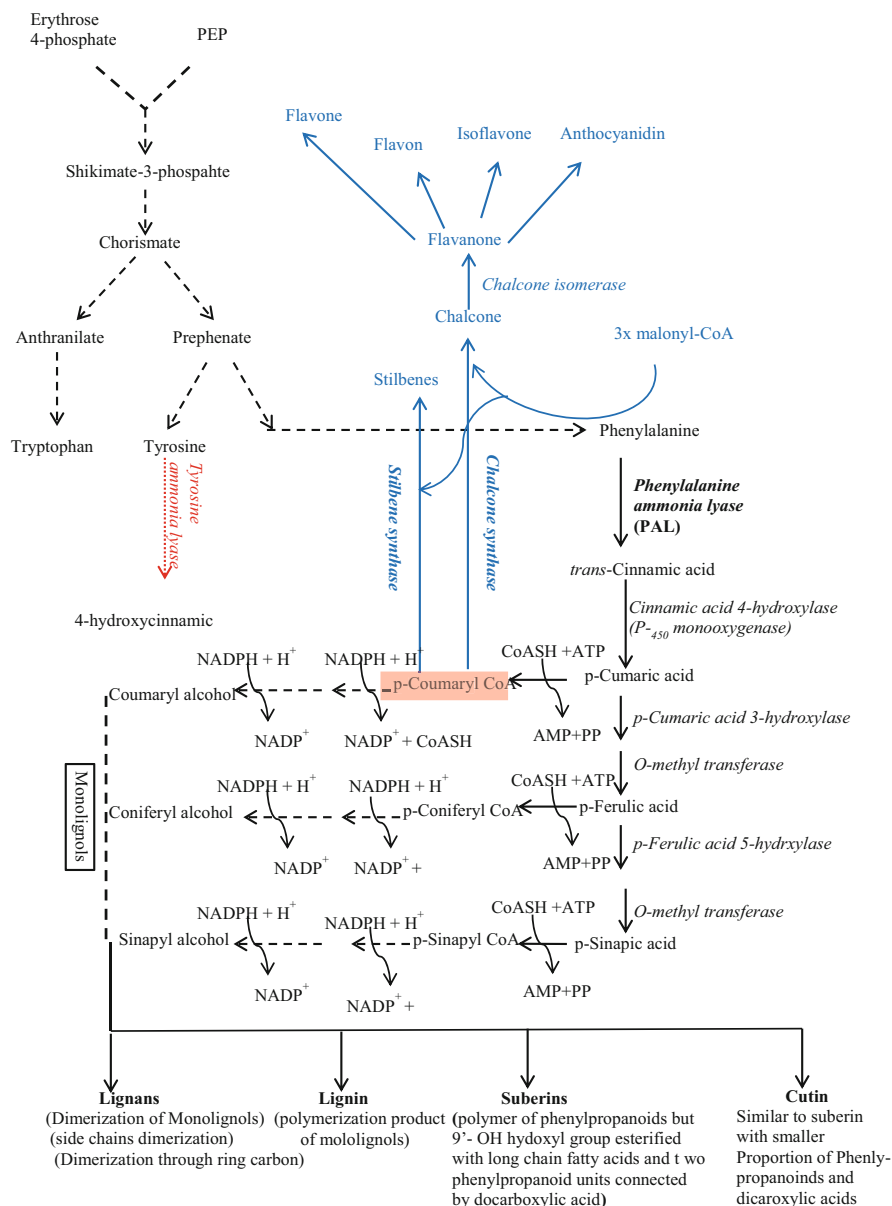 Erythrose
4-phosphate
PEP
Flavone
Flavon
Isoflavone
Anthocyanidin
Shikimate-3-phospahte
Chorismate
Flavanone
Chalcone isomerase
Anthranilate
Prephenate
Chalcone
3x malonyl-CoA
Stilbenes
Tryptophan
Tyrosine
Phenylalanine
Tyrosine
ammonia lyase
Stilbene synthase
Chalcone synthase
Phenylalanine
ammonia lyase
(PAL)
trans-Cinnamic acid
4-hydroxycinnamic
Cinnamic acid 4-hydroxylase
(P-450 monooxygenase)
NADPH + H+
NADPH + H+
CoASH +ATP
Coumaryl alcohol
p-Coumaryl CoA
p-Cumaric acid
NADP+
NADP+ + CoASH
AMP+PP
p-Cumaric acid 3-hydroxylase
O-methyl transferase
Monolignols
NADPH + H+
NADPH + H+
CoASH +ATP
Coniferyl alcohol
p-Coniferyl CoA
p-Ferulic acid
NADP+
NADP+ +
AMP+PP
p-Ferulic acid 5-hydrxylase
NADPH + H+
NADPH + H+
CoASH +ATP
O-methyl transferase
Sinapyl alcohol
p-Sinapyl CoA
p-Sinapic acid
NADP+
NADP+ +
AMP+PP
Lignans
(Dimerization of Monolignols)
(side chains dimerization)
(Dimerization through ring carbon)
Lignin
(polymerization product
of mololignols)
Suberins
(polymer of phenylpropanoids but
9'- OH hydoxyl group esterified
with long chain fatty acids and t wo
phenylpropanoid units connected
by docarboxylic acid)
Cutin
Similar to suberin
with smaller
Proportion of Phenly-
propanoinds and
dicaroxylic acids